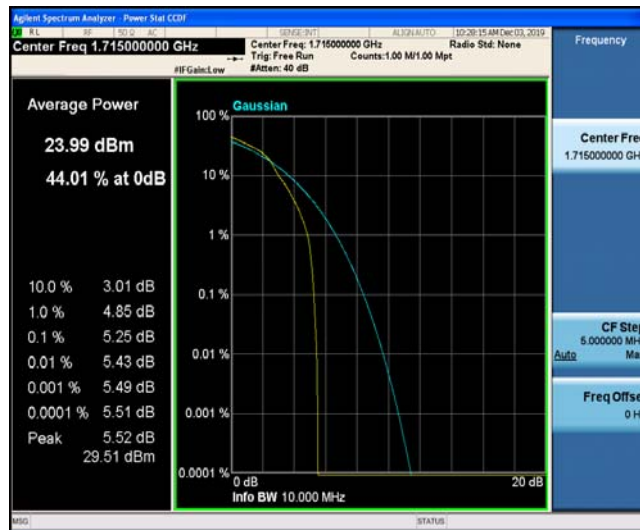 Agilent Spectrum Analyzer - Power Stat CCDF
RL RF 50 Ω AC SENSE:INT ALIGN AUTO 10:28:15 AM Dec 03, 2019
Center Freq 1.715000000 GHz
Center Freq: 1.715000000 GHz Radio Std: None
Trig: Free Run Counts:1.00 M/1.00 Mpt
#IFGain:Low #Atten: 40 dB
Frequency
Average Power
23.99 dBm
44.01 % at 0dB
10.0 % 3.01 dB
1.0 % 4.85 dB
0.1 % 5.25 dB
0.01 % 5.43 dB
0.001 % 5.49 dB
0.0001 % 5.51 dB
Peak 5.52 dB
29.51 dBm
Gaussian
100 %
10 %
1 %
0.1 %
0.01 %
0.001 %
0.0001 %
0 dB 20 dB
Info BW 10.000 MHz
Center Fre
1.715000000 GH
CF Step
5.000000 MH
Auto Ma
Freq Offse
0 H
MSG STATUS